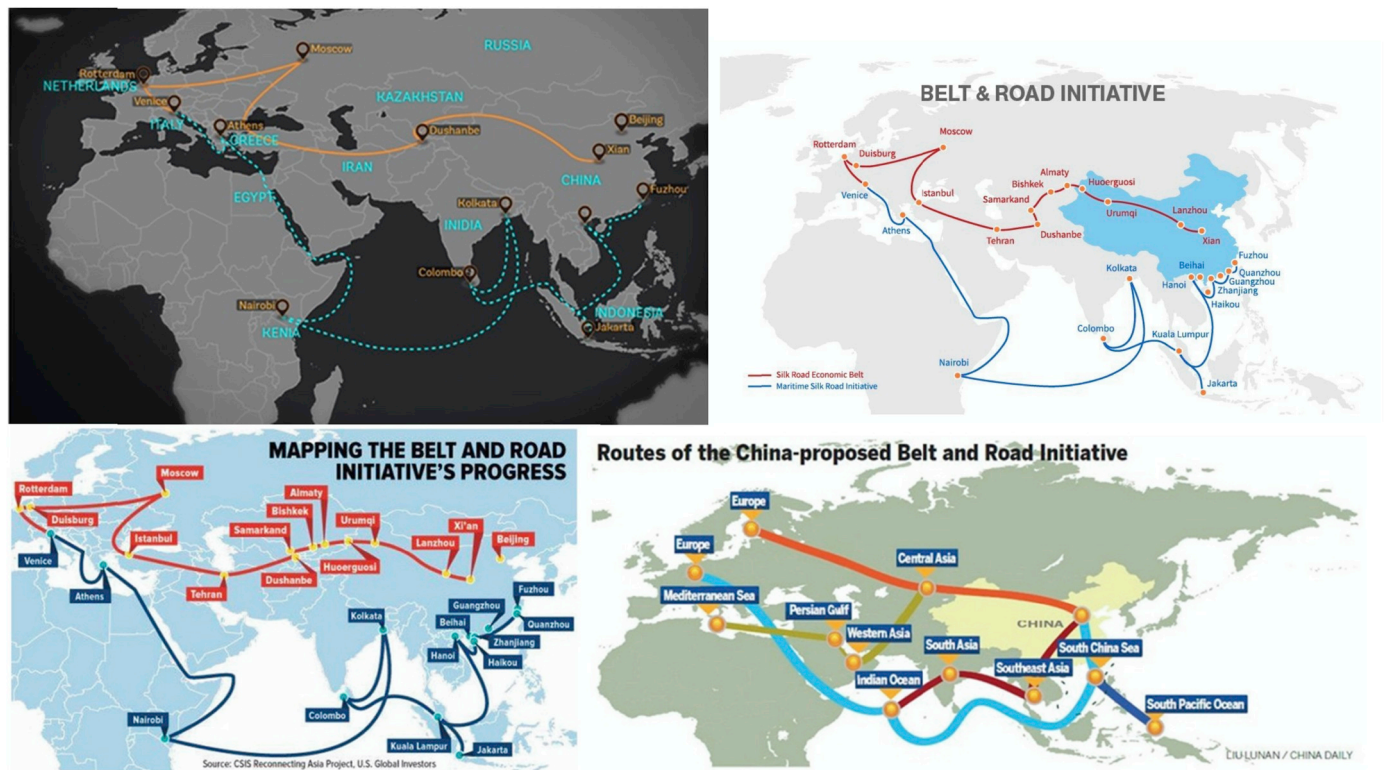 RUSSIA
Moscow
Rotterdam
NETHERLANDS
KAZAKHSTAN
Venice
ITALY
Athens
GREECE
Dushanbe
Beijing
Xian
IRAN
CHINA
EGYPT
Fuzhou
Kolkata
INIDIA
Colombo
Nairobi
KENIA
INDONESIA
Jakarta
BELT & ROAD INITIATIVE
Moscow
Rotterdam
Duisburg
Venice
Istanbul
Athens
Almaty
Bishkek
Huoerguosi
Samarkand
Urumqi
Lanzhou
Tehran
Dushanbe
Xian
Fuzhou
Kolkata
Beihai
Quanzhou
Hanoi
Guangzhou
Zhanjiang
Haikou
Colombo
Kuala Lumpur
Nairobi
Silk Road Economic Belt
Maritime Silk Road Initiative
Jakarta
MAPPING THE BELT AND ROAD
INITIATIVE'S PROGRESS
Moscow
Rotterdam
Duisburg
Almaty
Bishkek
Urumqi
Samarkand
Istanbul
Xi'an
Lanzhou
Beijing
Venice
Huoerguosi
Dushanbe
Athens
Tehran
Fuzhou
Kolkata
Guangzhou
Beihai
Quanzhou
Zhanjiang
Hanoi
Haikou
Colombo
Nairobi
Kuala Lumpur
Jakarta
Source: CSIS Reconnecting Asia Project, U.S. Global Investors
Routes of the China-proposed Belt and Road Initiative
Europe
Europe
Central Asia
Mediterranean Sea
Persian Gulf
CHINA
Western Asia
South Asia
South China Sea
Southeast Asia
Indian Ocean
South Pacific Ocean
LIU LUNAN / CHINA DAILY